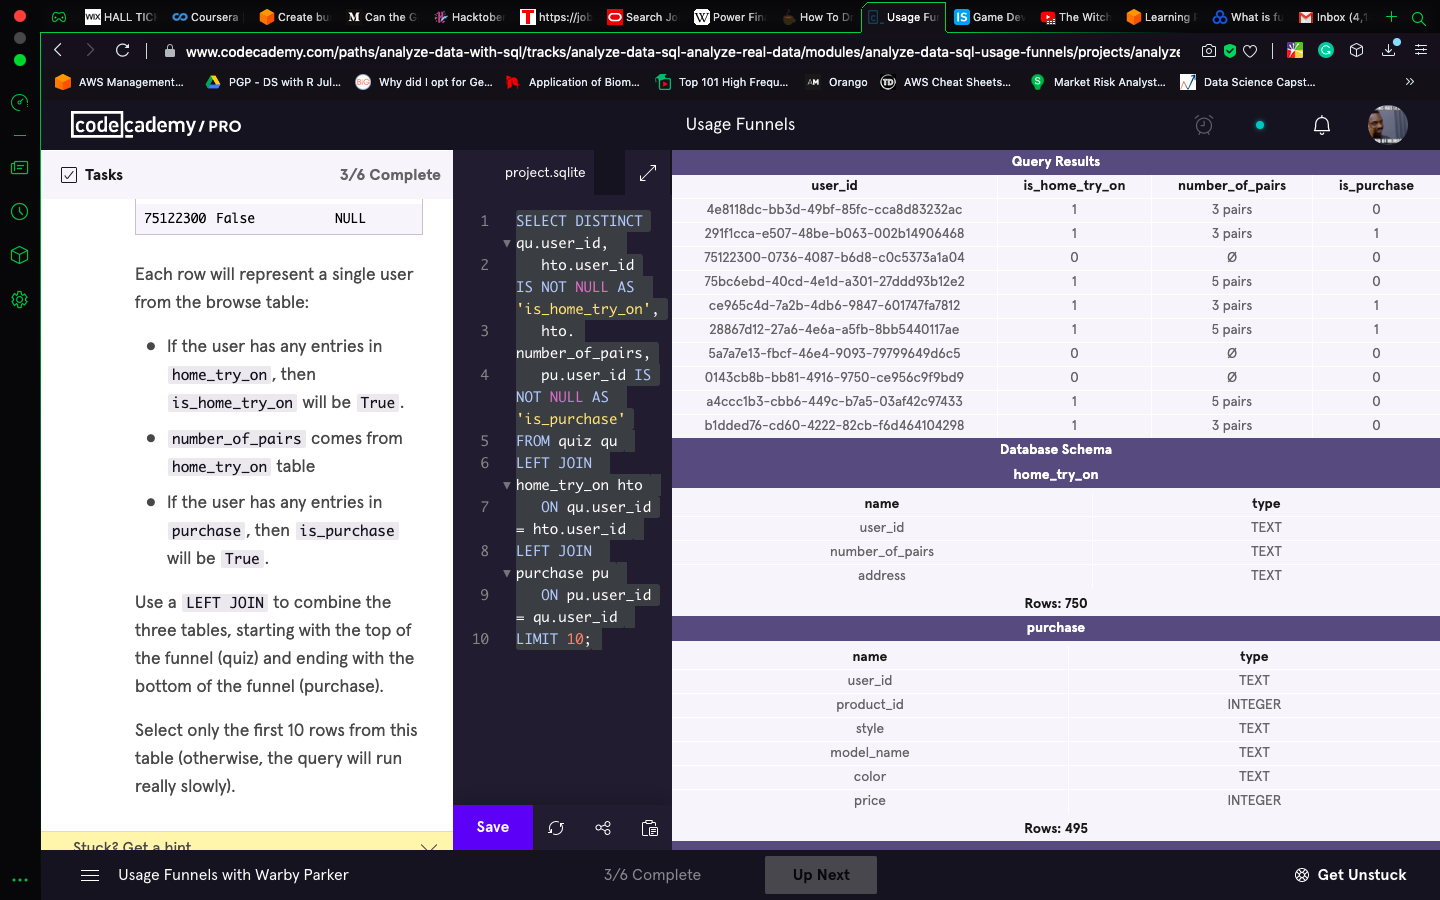 HALL TICK
Coursera
Create bu
Can the G
Hacktober
https://job
Search Jo
Power Fin
How To Dr
Usage Fun
Game Dev
The Witch
Learning
What is fu
Inbox (4,1
www.codecademy.com/paths/analyze-data-with-sql/tracks/analyze-data-sql-analyze-real-data/modules/analyze-data-sql-usage-funnels/projects/analyze
AWS Management...
PGP - DS with R Jul...
Why did I opt for Ge...
Application of Biom...
Top 101 High Frequ...
Orango
AWS Cheat Sheets...
Market Risk Analyst...
Data Science Capst...
codecademy / PRO
Usage Funnels
Tasks
3/6 Complete
75122300 False NULL
Each row will represent a single user
from the browse table:
If the user has any entries in
home_try_on, then
is_home_try_on will be True.
number_of_pairs comes from
home_try_on table
If the user has any entries in
purchase, then is_purchase
will be True.
Use a LEFT JOIN to combine the
three tables, starting with the top of
the funnel (quiz) and ending with the
bottom of the funnel (purchase).
Select only the first 10 rows from this
table (otherwise, the query will run
really slowly).
Stuck? Get a hint
project.sqlite
1 SELECT DISTINCT
qu.user_id,
2 hto.user_id
IS NOT NULL AS
'is_home_try_on',
3 hto.
number_of_pairs,
4 pu.user_id IS
NOT NULL AS
'is_purchase'
5 FROM quiz qu
6 LEFT JOIN
home_try_on hto
7 ON qu.user_id
= hto.user_id
8 LEFT JOIN
purchase pu
9 ON pu.user_id
= qu.user_id
10 LIMIT 10;
Save
Query Results
user_id is_home_try_on number_of_pairs is_purchase
4e8118dc-bb3d-49bf-85fc-cca8d83232ac 1 3 pairs 0
291f1cca-e507-48be-b063-002b14906468 1 3 pairs 1
75122300-0736-4087-b6d8-c0c5373a1a04 0 Ø 0
75bc6ebd-40cd-4e1d-a301-27ddd93b12e2 1 5 pairs 0
ce965c4d-7a2b-4db6-9847-601747fa7812 1 3 pairs 1
28867d12-27a6-4e6a-a5fb-8bb5440117ae 1 5 pairs 1
5a7a7e13-fbcf-46e4-9093-79799649d6c5 0 Ø 0
0143cb8b-bb81-4916-9750-ce956c9f9bd9 0 Ø 0
a4ccc1b3-cbb6-449c-b7a5-03af42c97433 1 5 pairs 0
b1dded76-cd60-4222-82cb-f6d464104298 1 3 pairs 0
Database Schema
home_try_on
name type
user_id TEXT
number_of_pairs TEXT
address TEXT
Rows: 750
purchase
name type
user_id TEXT
product_id INTEGER
style TEXT
model_name TEXT
color TEXT
price INTEGER
Rows: 495
Usage Funnels with Warby Parker
3/6 Complete
Up Next
Get Unstuck